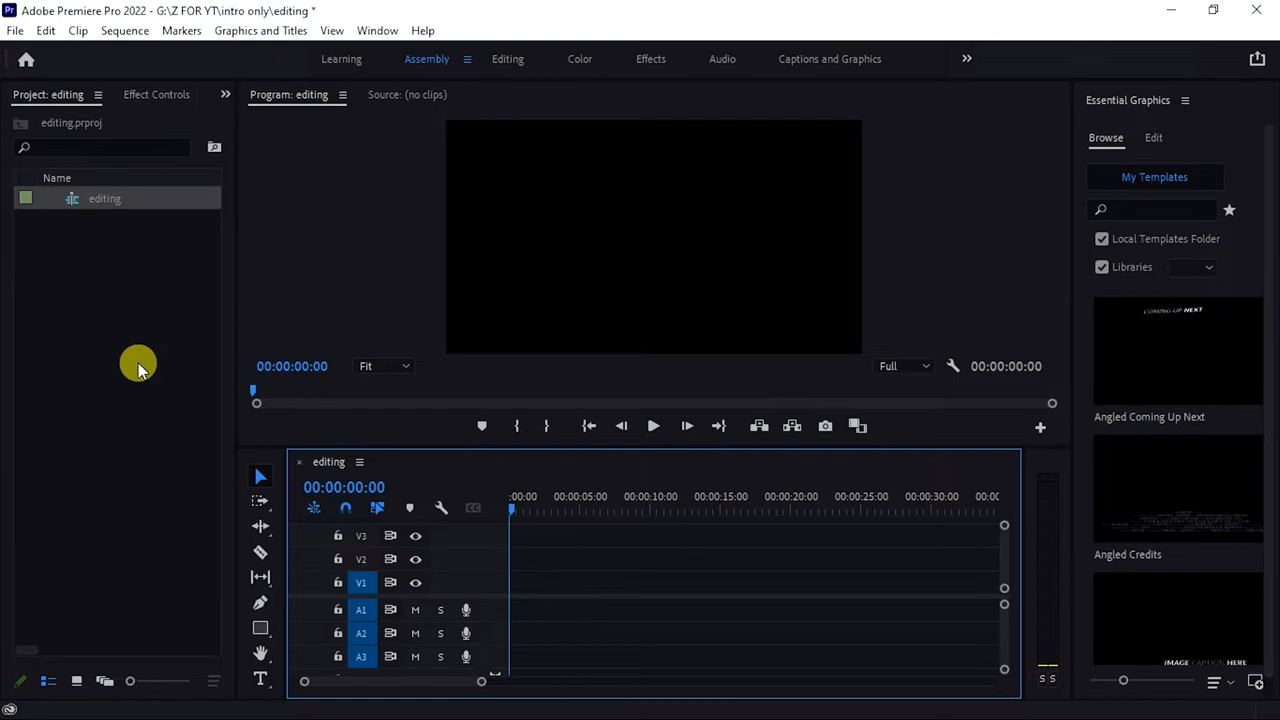 Pr Adobe Premiere Pro 2022 - G:\Z FOR YT\intro only\editing *
File Edit Clip Sequence Markers Graphics and Titles View Window Help
Learning Assembly Editing Color Effects Audio Captions and Graphics
Project: editing Effect Controls
editing.prproj
Name
editing
Program: editing Source: (no clips)
00:00:00:00 Fit Full 00:00:00:00
editing
00:00:00:00
:00:00 00:00:05:00 00:00:10:00 00:00:15:00 00:00:20:00 00:00:25:00 00:00:30:00 00:00
V3
V2
V1
A1 M S
A2 M S
A3 M S
S S
Essential Graphics
Browse Edit
My Templates
Local Templates Folder
Libraries
COMING UP NEXT
Angled Coming Up Next
Angled Credits
IMAGE CAPTION HERE